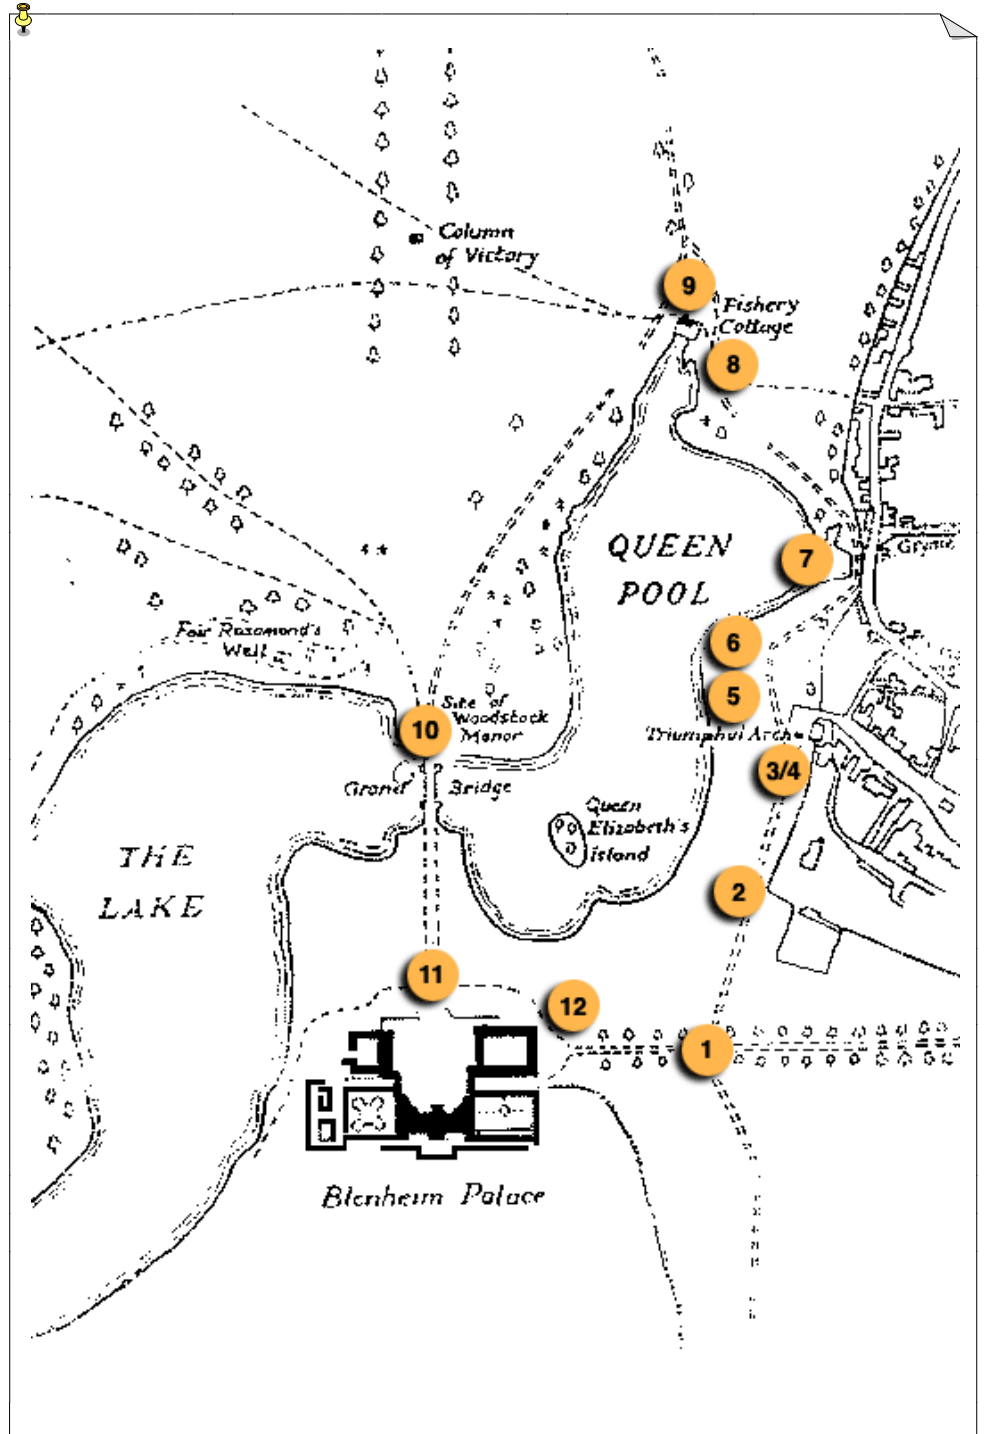 Column
of Victory
9
Fishery
Cottage
8
QUEEN
POOL
7
Fair Rosamond's
Well
6
5
Site of
Woodstock
Manor
10
Triumphal Arch
3/4
Grand Bridge
Queen
Elizabeth's
island
THE
LAKE
2
11
12
1
Blenheim Palace